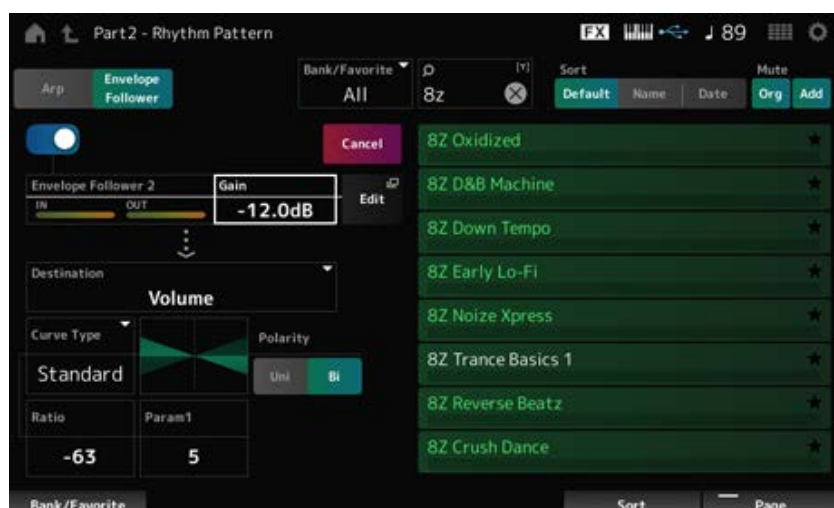 Part2 - Rhythm Pattern
FX
♩ 89
Arp
Envelope
Follower
Bank/Favorite
All
[Y]
8z
Sort
Default Name Date
Mute
Org Add
Cancel
Envelope Follower 2
IN OUT
Gain
-12.0dB
Edit
Destination
Volume
Curve Type
Standard
Polarity
Uni Bi
Ratio
-63
Param1
5
8Z Oxidized
8Z D&B Machine
8Z Down Tempo
8Z Early Lo-Fi
8Z Noize Xpress
8Z Trance Basics 1
8Z Reverse Beatz
8Z Crush Dance
Bank/Favorite
Sort
Page